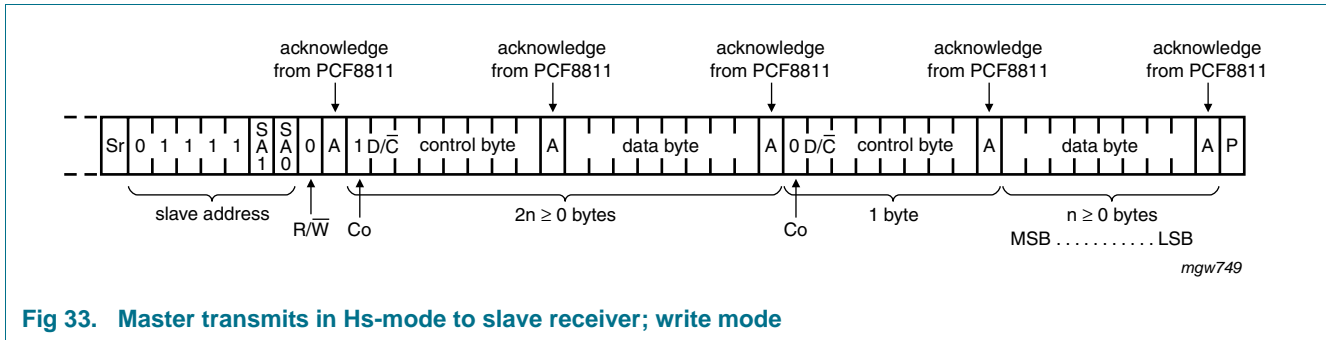 acknowledge acknowledge acknowledge acknowledge acknowledge
from PCF8811 from PCF8811 from PCF8811 from PCF8811 from PCF8811
Sr 0 1 1 1 1 SA1 SA0 0 A 1 D/C̅ control byte A data byte A 0 D/C̅ control byte A data byte A P
slave address 2n ≥ 0 bytes 1 byte n ≥ 0 bytes
R/W̅ Co Co MSB . . . . . . . . . . . LSB
mgw749
Fig 33. Master transmits in Hs-mode to slave receiver; write mode